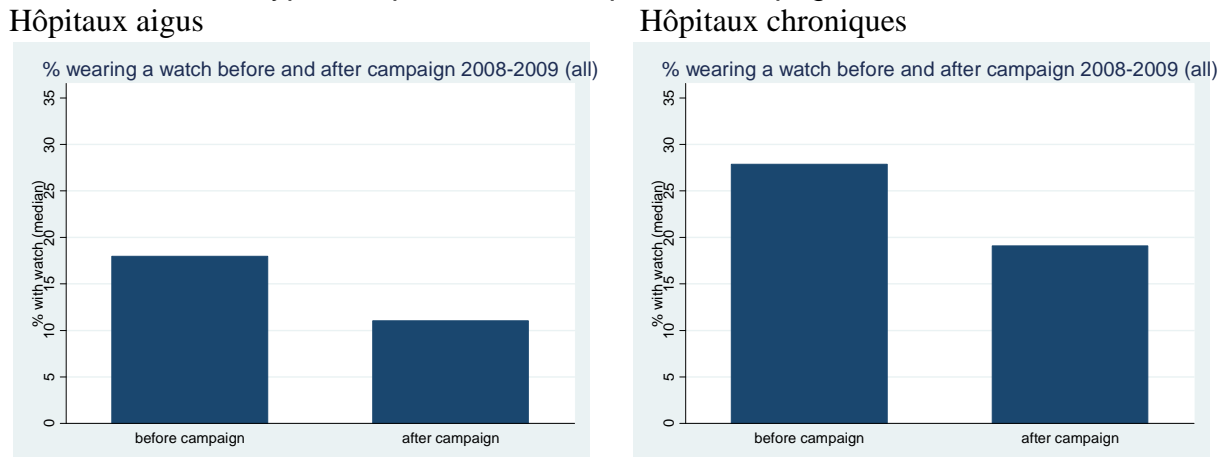 Hôpitaux aigus
Hôpitaux chroniques
% wearing a watch before and after campaign 2008-2009 (all)
% with watch (median)
35
30
25
20
15
10
5
0
before campaign
after campaign
% wearing a watch before and after campaign 2008-2009 (all)
% with watch (median)
35
30
25
20
15
10
5
0
before campaign
after campaign